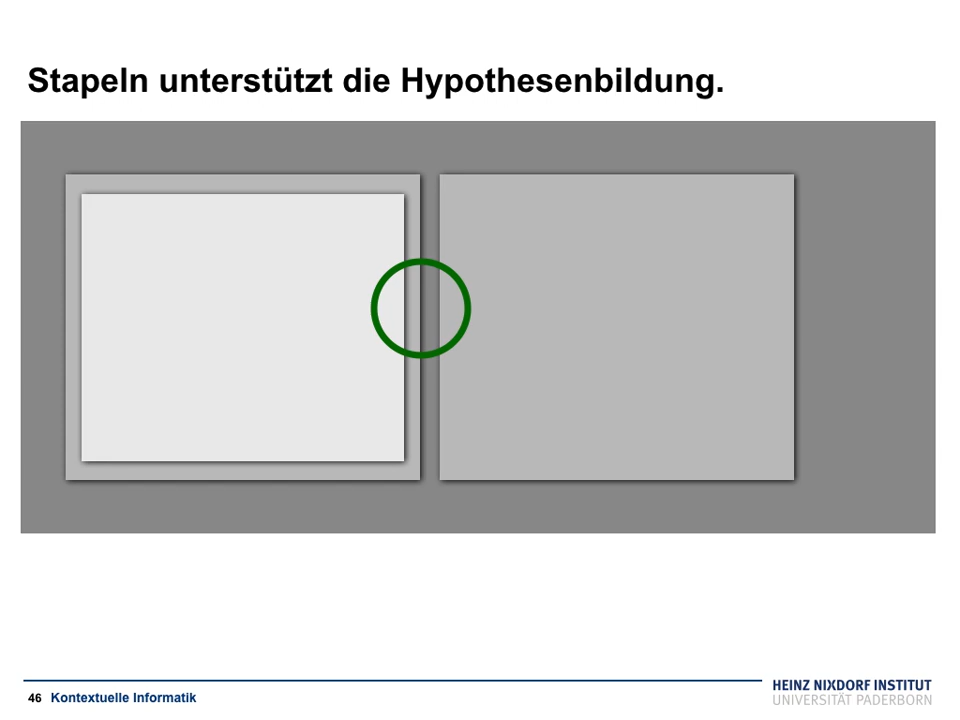 Stapeln unterstützt die Hypothesenbildung.
46 Kontextuelle Informatik
HEINZ NIXDORF INSTITUT
UNIVERSITÄT PADERBORN